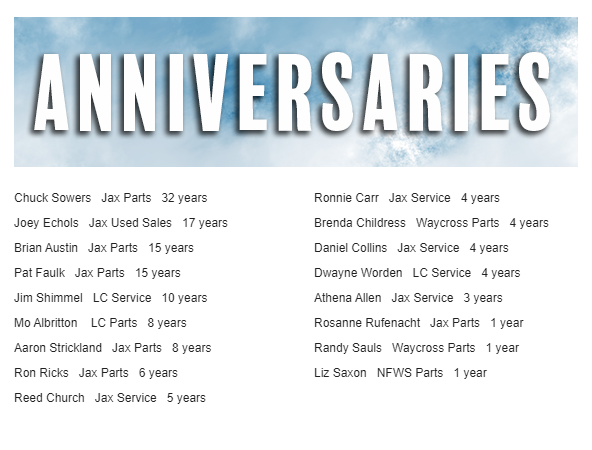 ANNIVERSARIES
Chuck Sowers Jax Parts 32 years
Joey Echols Jax Used Sales 17 years
Brian Austin Jax Parts 15 years
Pat Faulk Jax Parts 15 years
Jim Shimmel LC Service 10 years
Mo Albritton LC Parts 8 years
Aaron Strickland Jax Parts 8 years
Ron Ricks Jax Parts 6 years
Reed Church Jax Service 5 years
Ronnie Carr Jax Service 4 years
Brenda Childress Waycross Parts 4 years
Daniel Collins Jax Service 4 years
Dwayne Worden LC Service 4 years
Athena Allen Jax Service 3 years
Rosanne Rufenacht Jax Parts 1 year
Randy Sauls Waycross Parts 1 year
Liz Saxon NFWS Parts 1 year